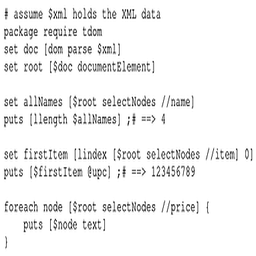 # assume $xml holds the XML data
package require tdom
set doc [dom parse $xml]
set root [$doc documentElement]
set allNames [$root selectNodes //name]
puts [llength $allNames] ;# ==> 4
set firstItem [lindex [$root selectNodes //item] 0]
puts [$firstItem @upc] ;# ==> 123456789
foreach node [$root selectNodes //price] {
    puts [$node text]
}